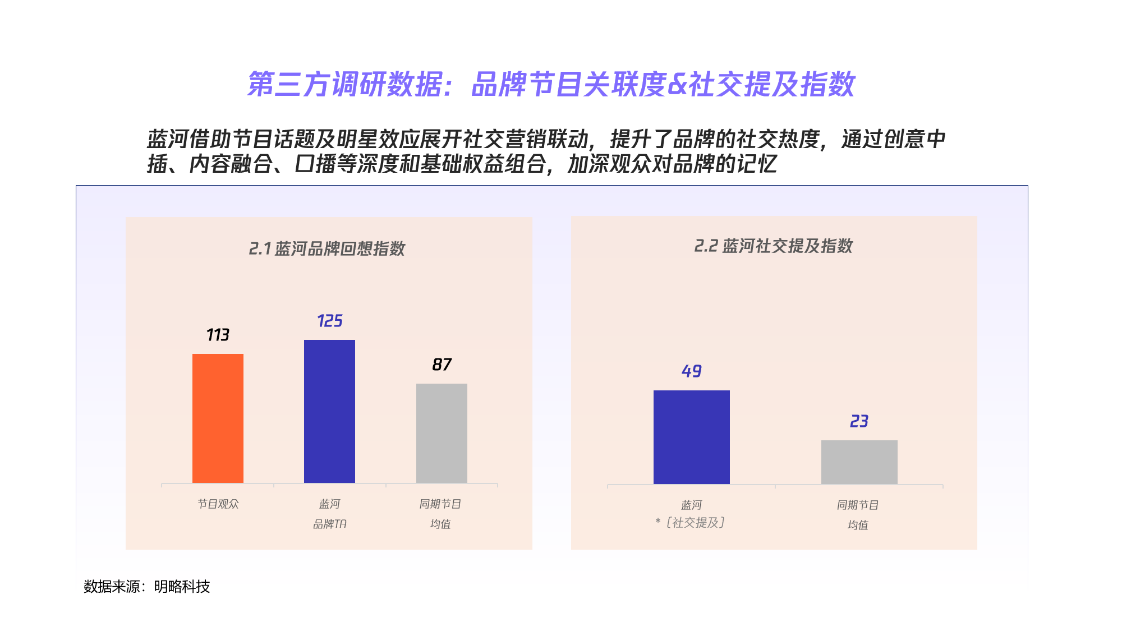 第三方调研数据：品牌节目关联度&社交提及指数
蓝河借助节目话题及明星效应展开社交营销联动，提升了品牌的社交热度，通过创意中
插、内容融合、口播等深度和基础权益组合，加深观众对品牌的记忆
2.1 蓝河品牌回想指数
113
125
87
节目观众
蓝河
品牌TA
同期节目
均值
2.2 蓝河社交提及指数
49
23
蓝河
*［社交提及］
同期节目
均值
数据来源：明略科技